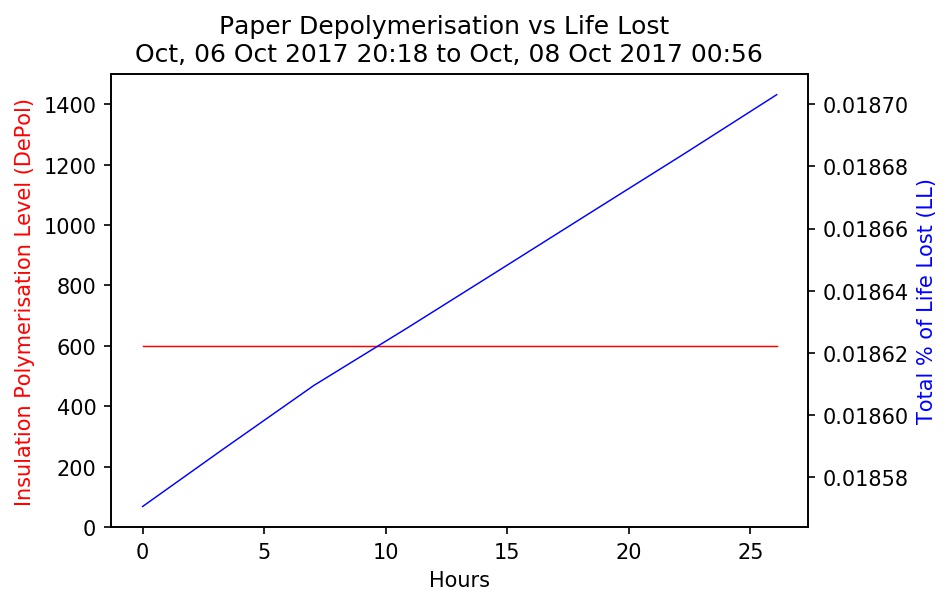 Paper Depolymerisation vs Life Lost
Oct, 06 Oct 2017 20:18 to Oct, 08 Oct 2017 00:56
Insulation Polymerisation Level (DePol)
1400
1200
1000
800
600
400
200
0
0.01870
0.01868
0.01866
0.01864
0.01862
0.01860
0.01858
Total % of Life Lost (LL)
0 5 10 15 20 25
Hours